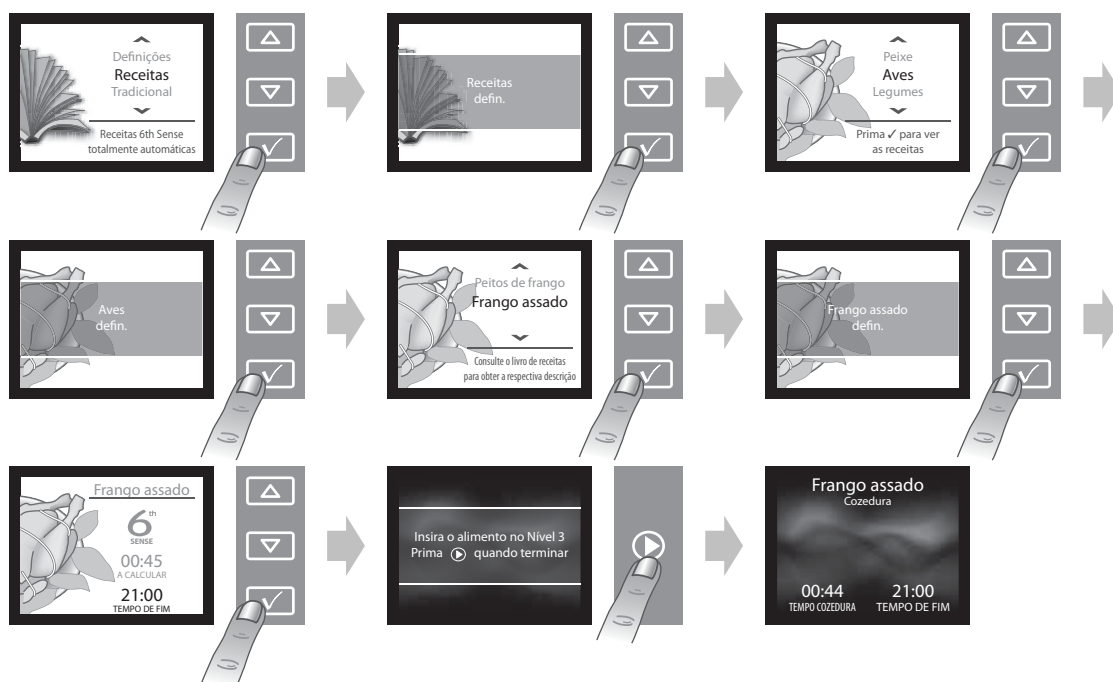 Definições
Receitas
Tradicional
Receitas 6th Sense
totalmente automáticas
Receitas
defin.
Peixe
Aves
Legumes
Prima ✓ para ver
as receitas
Aves
defin.
Peitos de frango
Frango assado
Consulte o livro de receitas
para obter a respectiva descrição
Frango assado
defin.
Frango assado
6th
SENSE
00:45
A CALCULAR
21:00
TEMPO DE FIM
Insira o alimento no Nível 3
Prima quando terminar
Frango assado
Cozedura
00:44 21:00
TEMPO COZEDURA TEMPO DE FIM